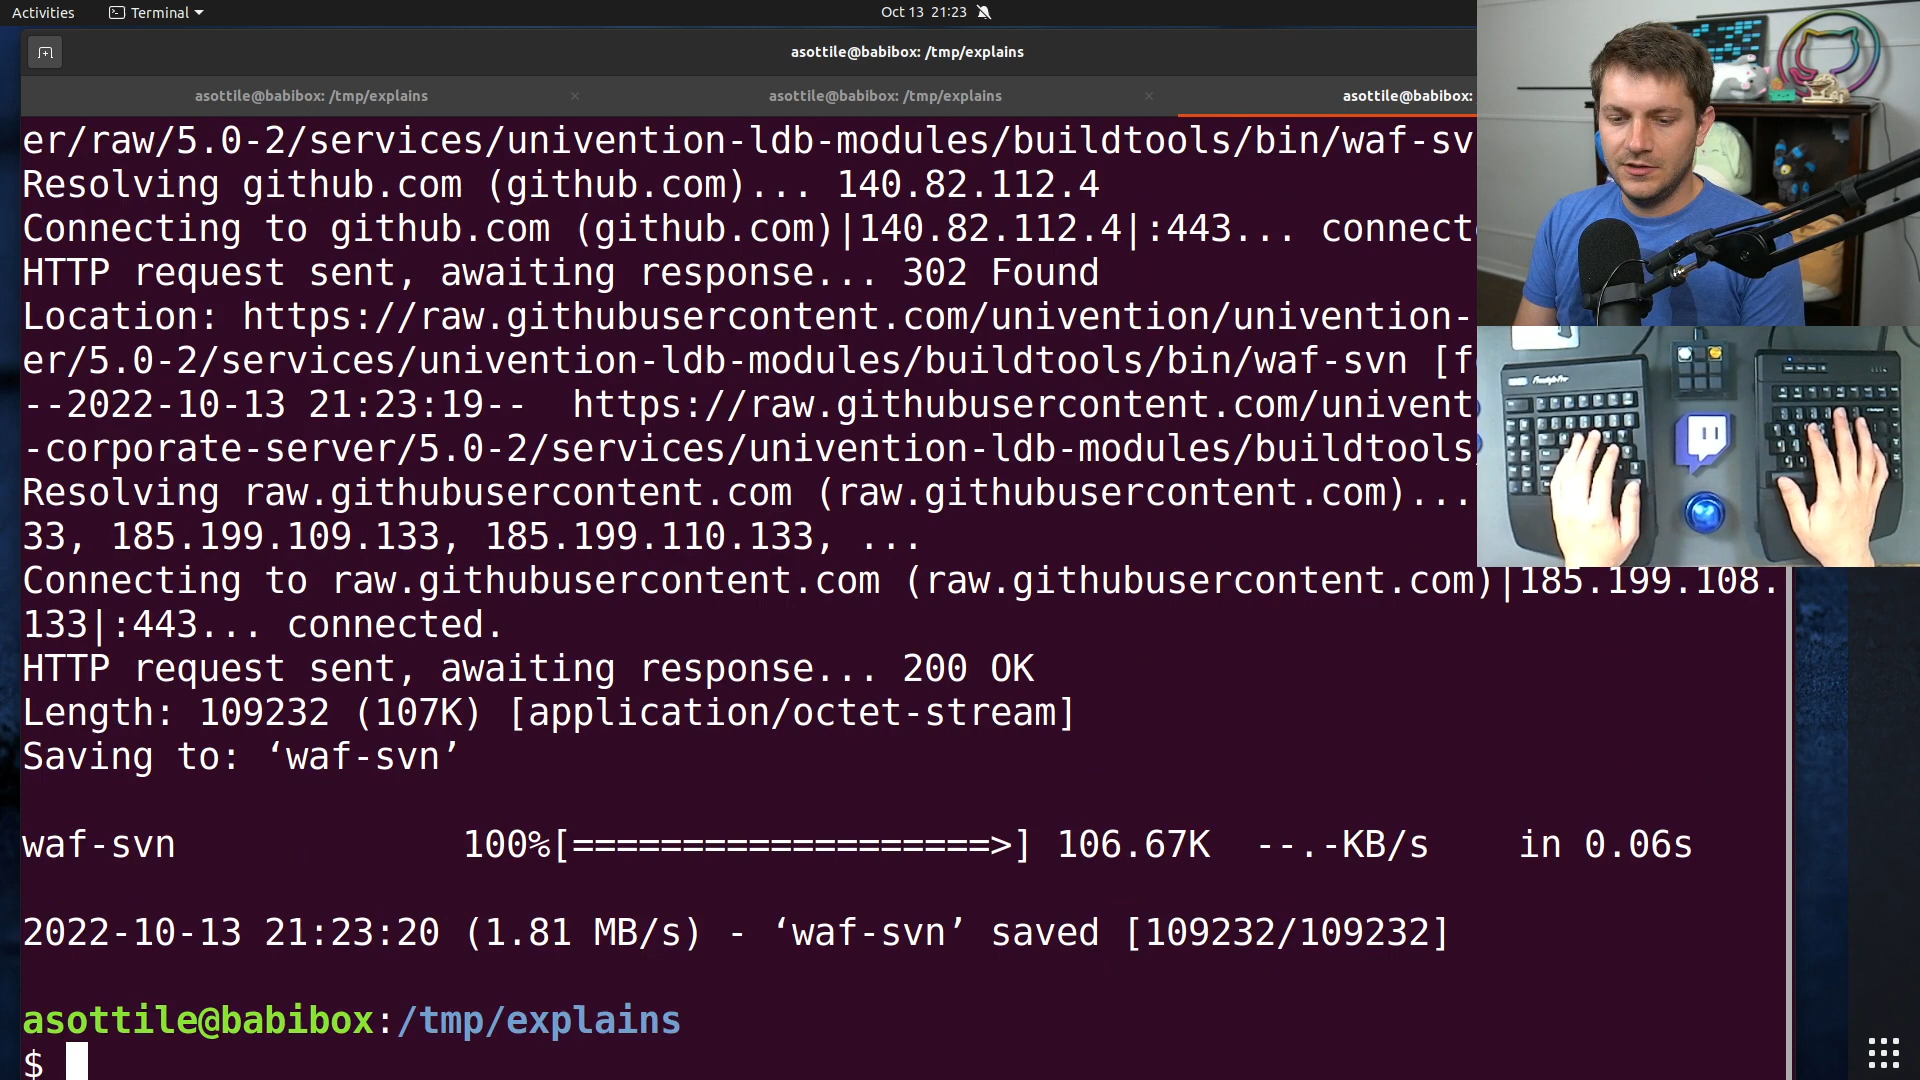 Activities
Terminal
Oct 13 21:23
asottile@babibox: /tmp/explains
asottile@babibox: /tmp/explains ×
asottile@babibox: /tmp/explains ×
asottile@babibox:
er/raw/5.0-2/services/univention-ldb-modules/buildtools/bin/waf-sv
Resolving github.com (github.com)... 140.82.112.4
Connecting to github.com (github.com)|140.82.112.4|:443... connect
HTTP request sent, awaiting response... 302 Found
Location: https://raw.githubusercontent.com/univention/univention-
er/5.0-2/services/univention-ldb-modules/buildtools/bin/waf-svn [f
--2022-10-13 21:23:19--  https://raw.githubusercontent.com/univent
-corporate-server/5.0-2/services/univention-ldb-modules/buildtools
Resolving raw.githubusercontent.com (raw.githubusercontent.com)...
33, 185.199.109.133, 185.199.110.133, ...
Connecting to raw.githubusercontent.com (raw.githubusercontent.com)|185.199.108.
133|:443... connected.
HTTP request sent, awaiting response... 200 OK
Length: 109232 (107K) [application/octet-stream]
Saving to: ‘waf-svn’
waf-svn 100%[===================>] 106.67K --.-KB/s in 0.06s
2022-10-13 21:23:20 (1.81 MB/s) - ‘waf-svn’ saved [109232/109232]
asottile@babibox:/tmp/explains
$